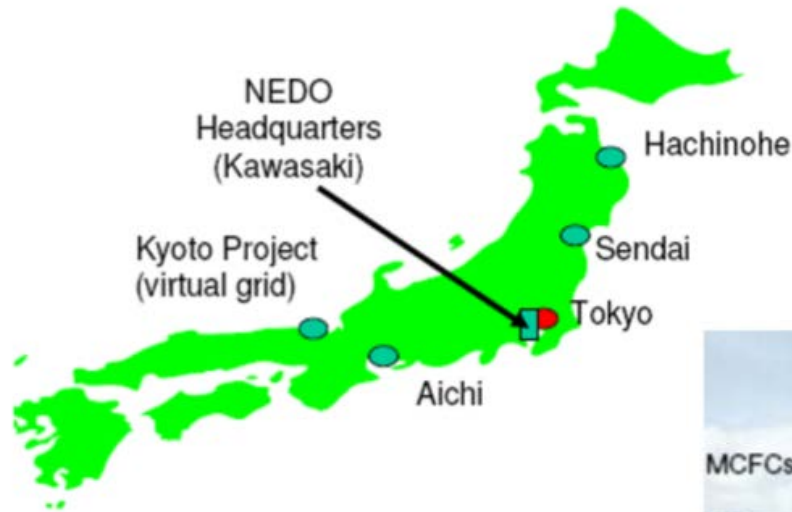 NEDO
Headquarters
(Kawasaki)
Hachinohe
Kyoto Project
(virtual grid)
Sendai
Tokyo
Aichi
MCFCs